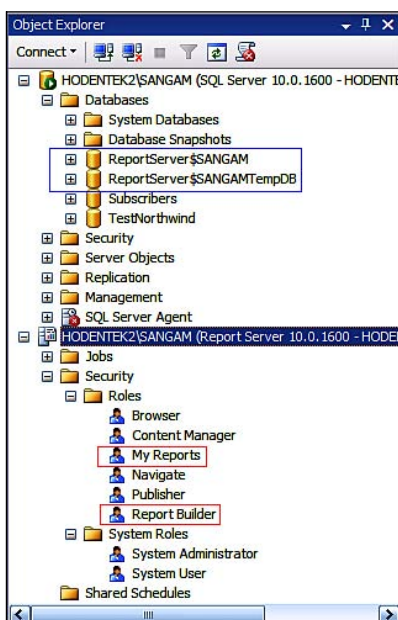 Object Explorer
Connect
HODENTEK2\SANGAM (SQL Server 10.0.1600 - HODENTE
Databases
System Databases
Database Snapshots
ReportServer$SANGAM
ReportServer$SANGAMTempDB
Subscribers
TestNorthwind
Security
Server Objects
Replication
Management
SQL Server Agent
HODENTEK2\SANGAM (Report Server 10.0.1600 - HODE
Jobs
Security
Roles
Browser
Content Manager
My Reports
Navigate
Publisher
Report Builder
System Roles
System Administrator
System User
Shared Schedules